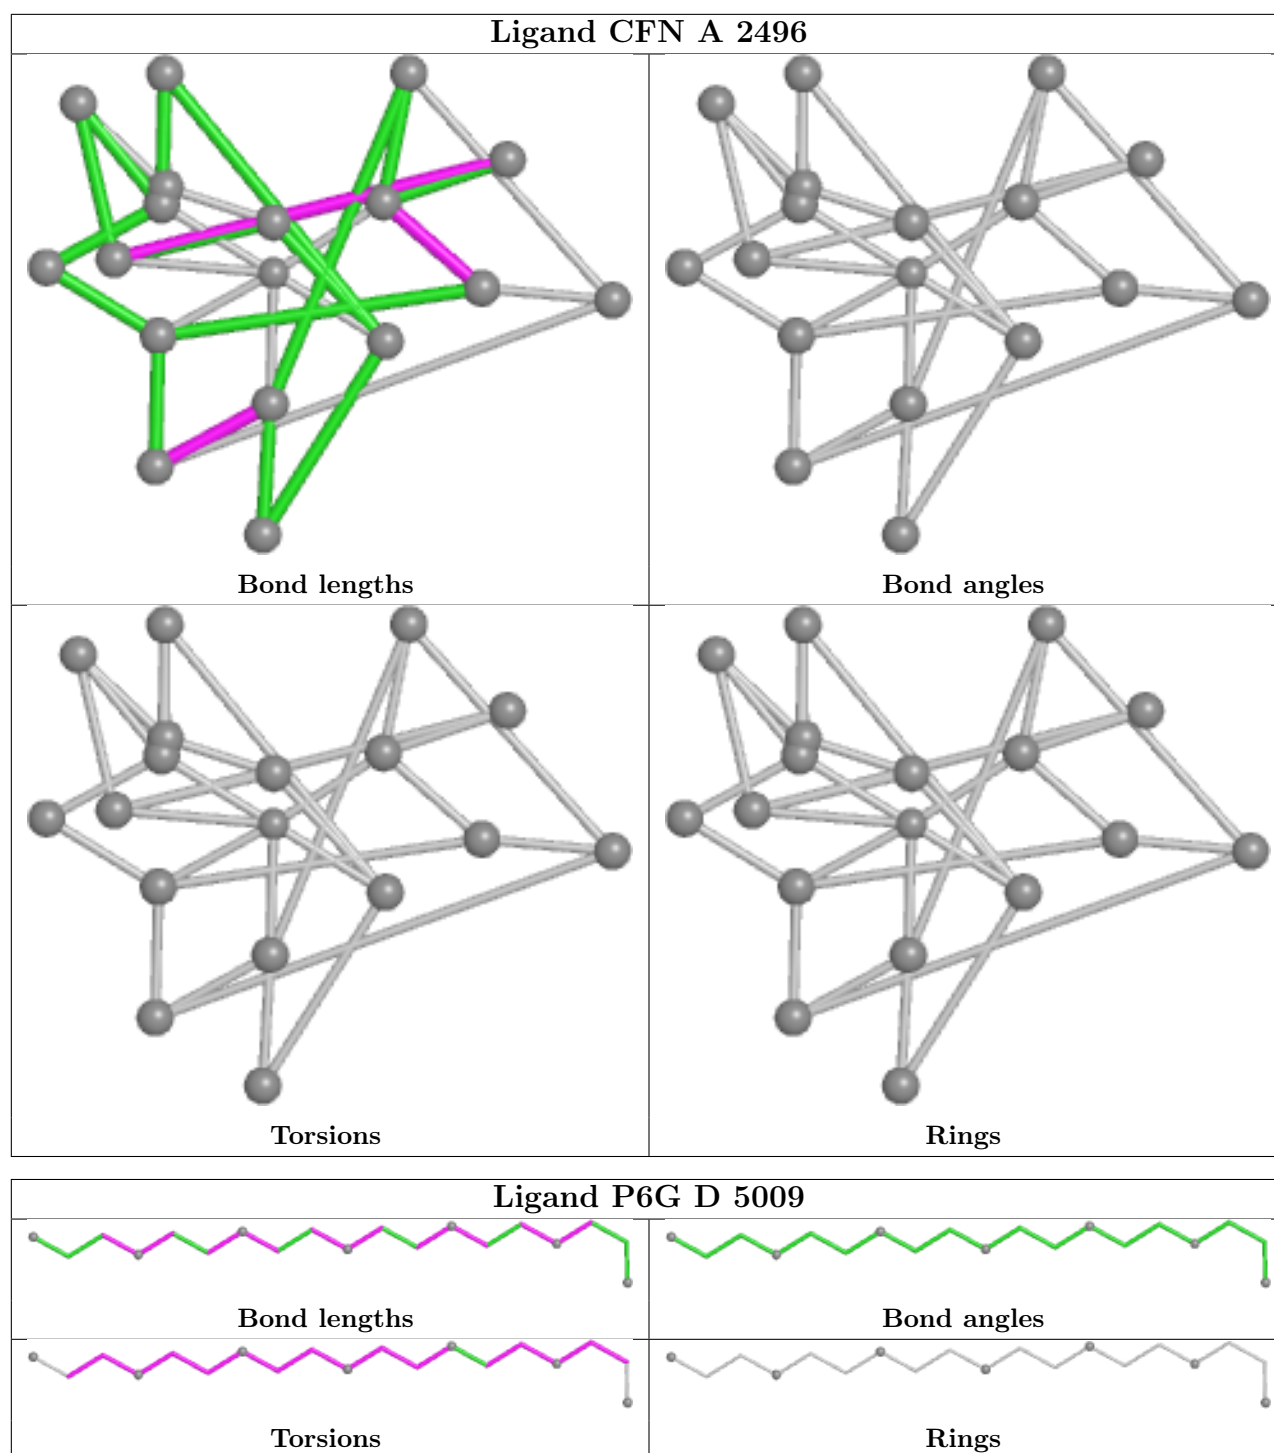 Ligand CFN A 2496
Bond lengths
Bond angles
Torsions
Rings
Ligand P6G D 5009
Bond lengths
Bond angles
Torsions
Rings